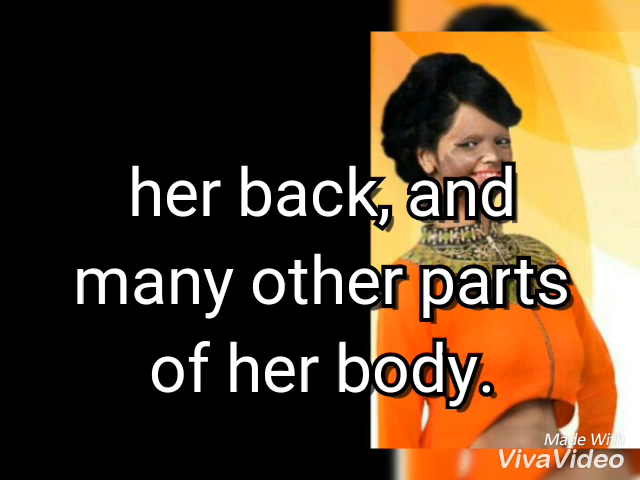 her back, and
many other parts
of her body.
Made With
VivaVideo